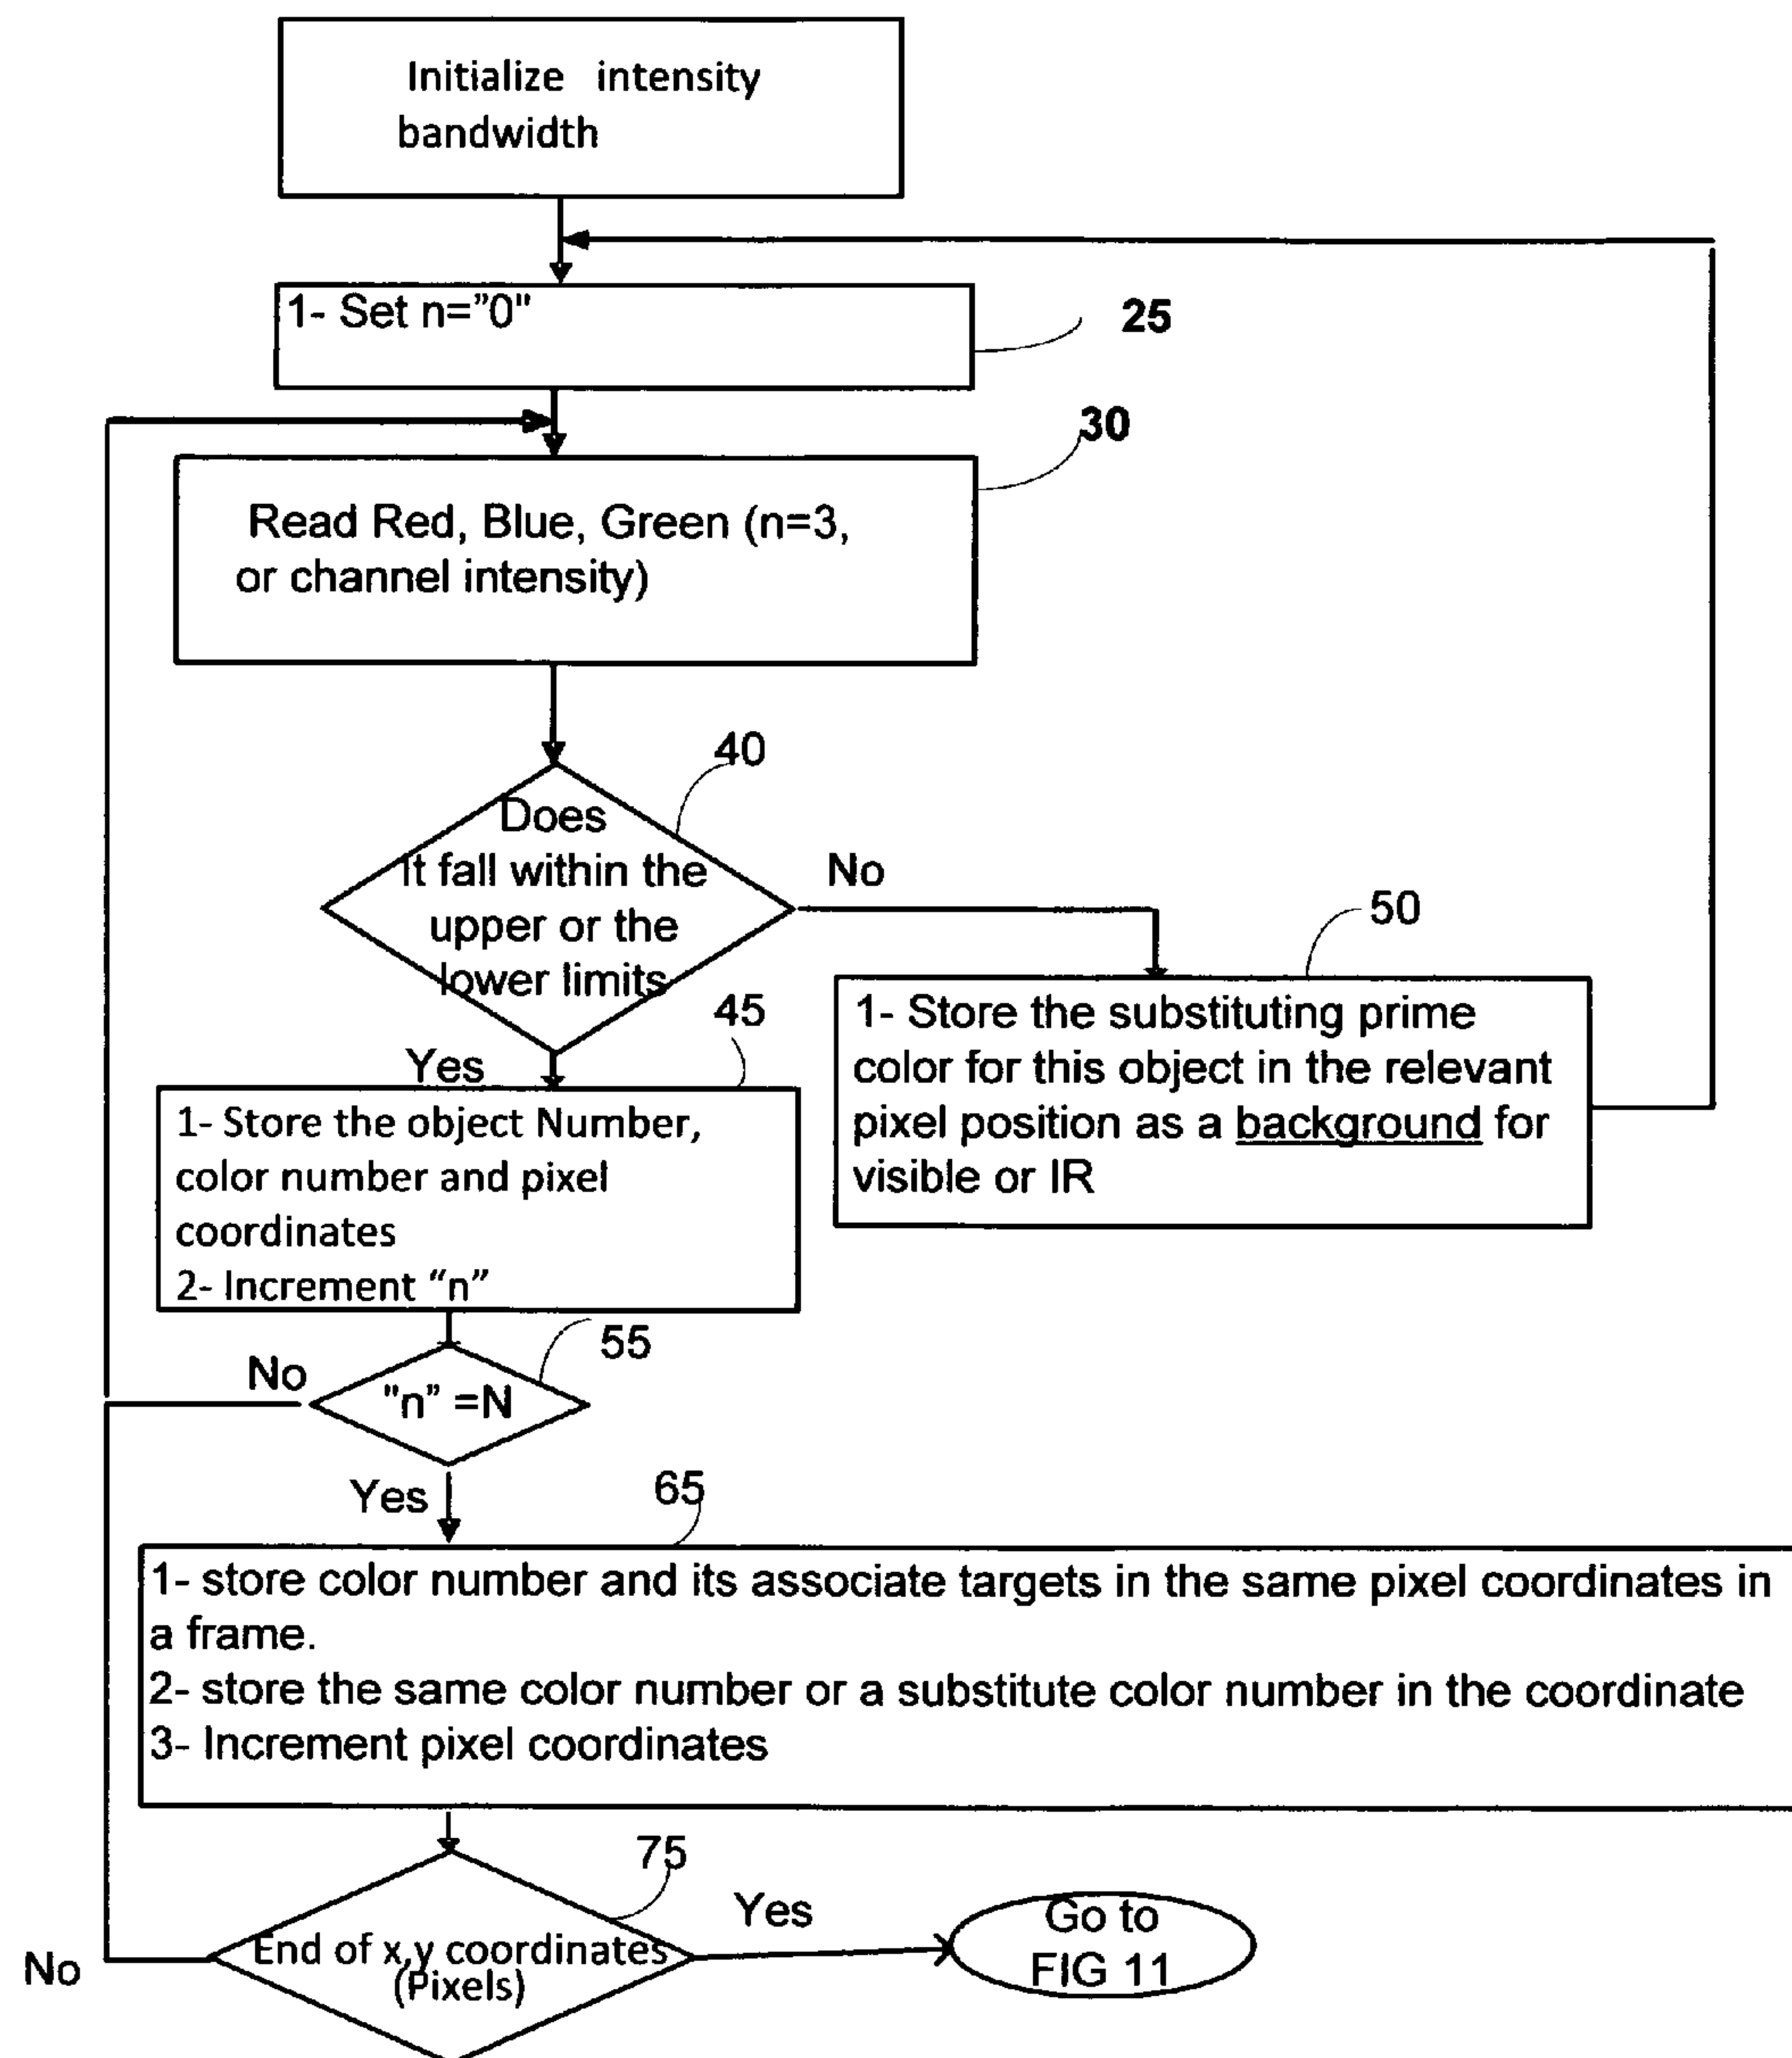 Initialize intensity
bandwidth
1- Set n=”0"
25
30
Read Red, Blue, Green (n=3,
or channel intensity)
40
Does
It fall within the
upper or the
lower limits
No
50
Yes
45
1- Store the substituting prime
color for this object in the relevant
pixel position as a background for
visible or IR
1- Store the object Number,
color number and pixel
coordinates
2- Increment “n”
55
No
"n” =N
Yes
65
1- store color number and its associate targets in the same pixel coordinates in
a frame.
2- store the same color number or a substitute color number in the coordinate
3- Increment pixel coordinates
75
Yes
No
End of x,y coordinates
(Pixels)
Go to
FIG 11